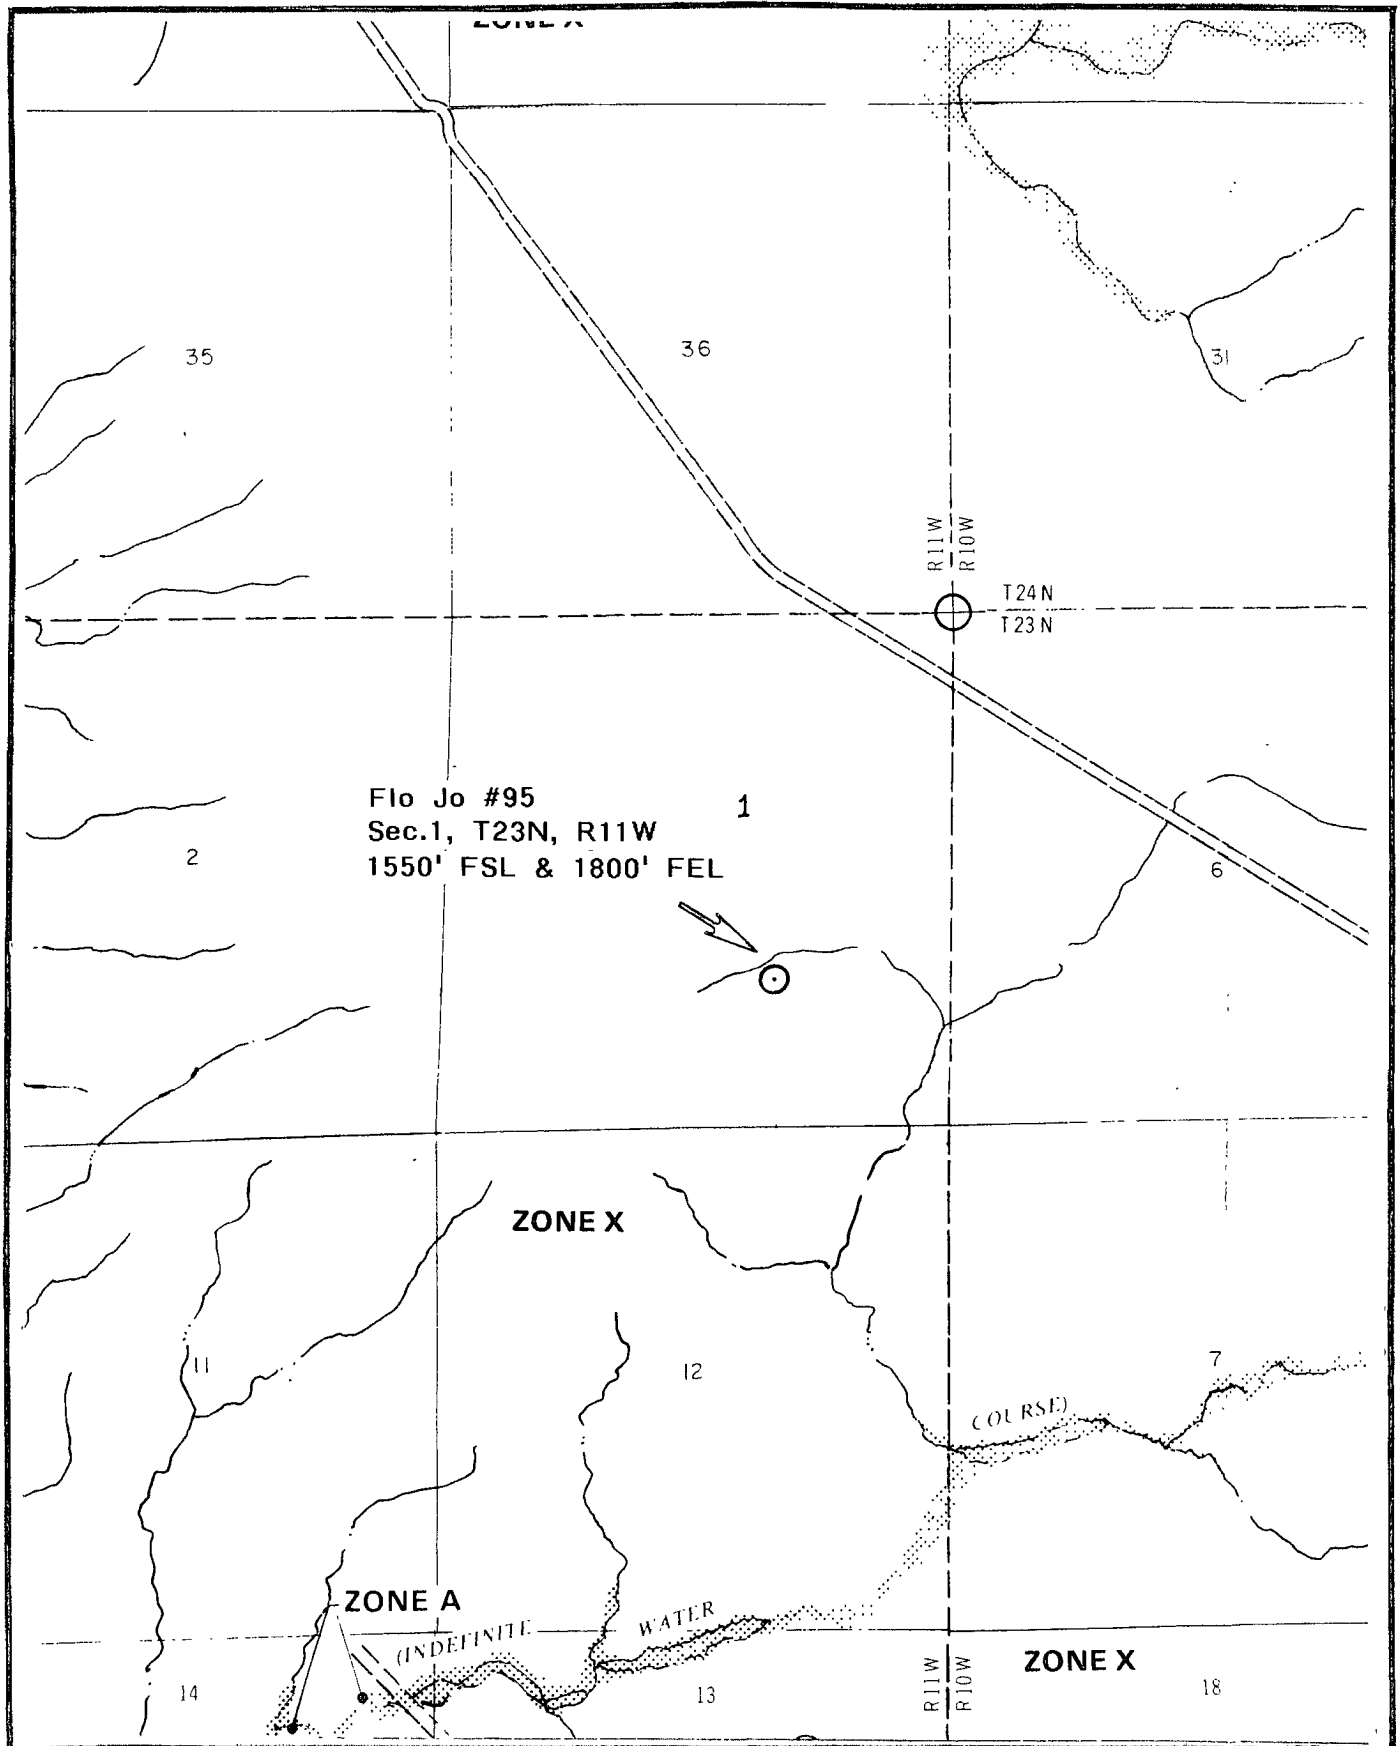 ZONE X
35
36
31
R11W
R10W
T24N
T23N
Flo Jo #95
Sec.1, T23N, R11W
1550' FSL & 1800' FEL
1
2
6
ZONE X
11
12
7
COURSE)
ZONE A
(INDEFINITE
WATER
ZONE X
R11W
R10W
14
13
18